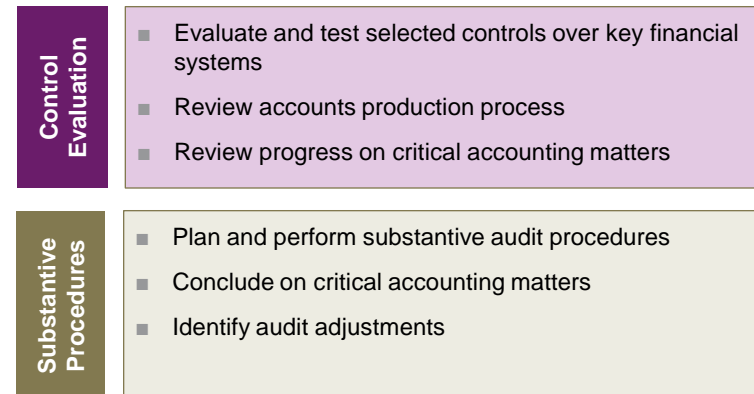 Control
Evaluation
■ Evaluate and test selected controls over key financial
systems
■ Review accounts production process
■ Review progress on critical accounting matters
Substantive
Procedures
■ Plan and perform substantive audit procedures
■ Conclude on critical accounting matters
■ Identify audit adjustments